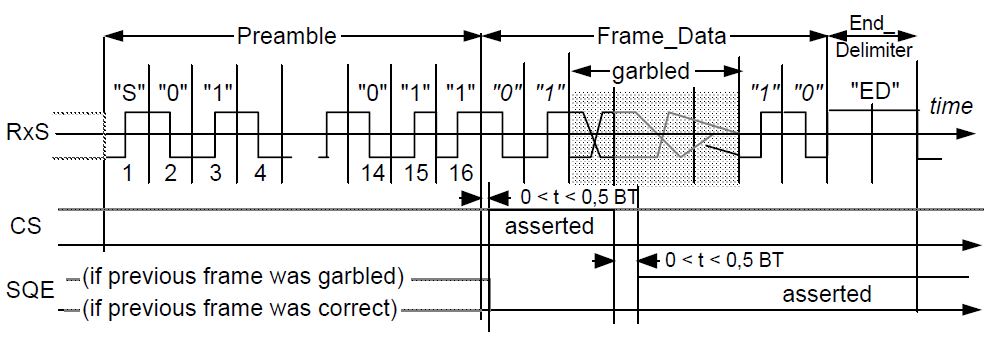 Preamble Frame_Data End_
Delimiter
garbled
"S" "0" "1" "0" "1" "1" "0" "1" "1" "0" "ED"
time
RxS
1 2 3 4 14 15 16
0 < t < 0,5 BT
CS asserted
0 < t < 0,5 BT
(if previous frame was garbled)
SQE asserted
(if previous frame was correct)